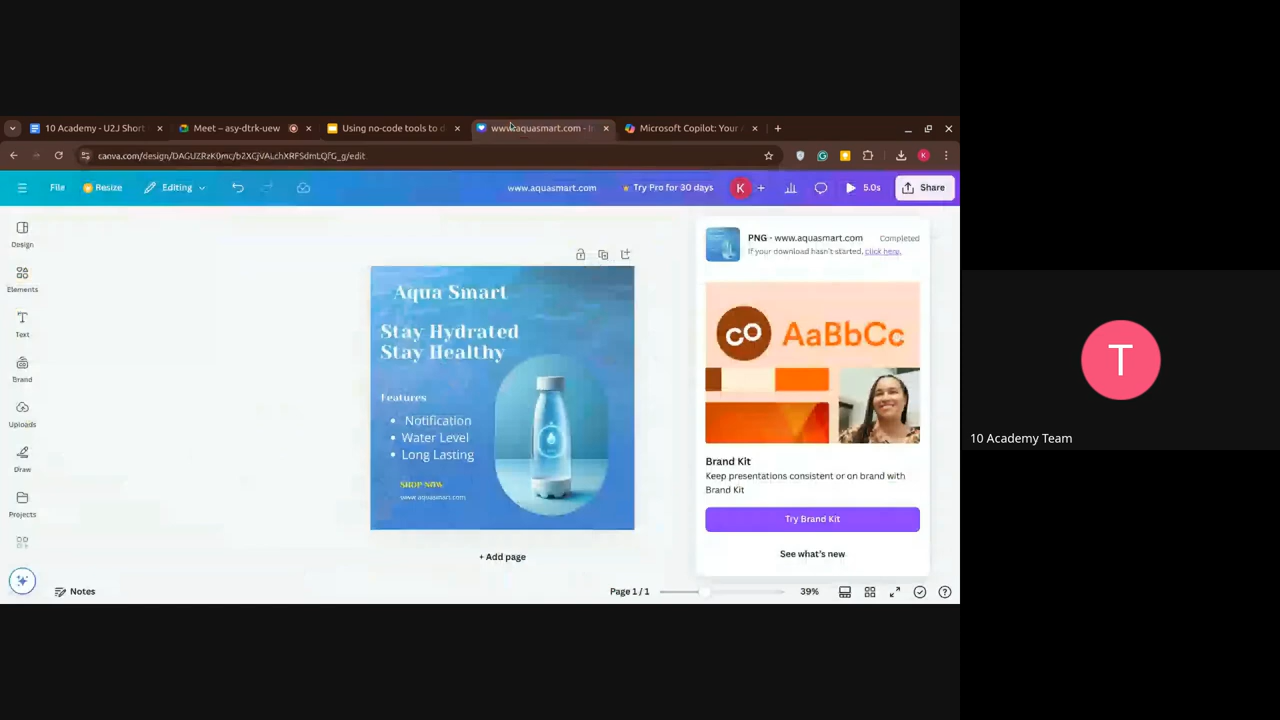 10 Academy - U2J Short
Meet – asy-dtrk-uew
Using no-code tools to d
www.aquasmart.com - I
Microsoft Copilot: Your A
canva.com/design/DAGUZRzK0mc/b2XCjVALchXRFSdmLQfG_g/edit
K
File
Resize
Editing
www.aquasmart.com
Try Pro for 30 days
K
5.0s
Share
Design
Elements
Text
Brand
Uploads
Draw
Projects
Aqua Smart
Stay Hydrated
Stay Healthy
Features
• Notification
• Water Level
• Long Lasting
SHOP NOW
www.aquasmart.com
+ Add page
PNG - www.aquasmart.com
Completed
If your download hasn't started, click here.
co AaBbCc
Brand Kit
Keep presentations consistent or on brand with
Brand Kit
Try Brand Kit
See what's new
Notes
Page 1 / 1
39%
T
10 Academy Team